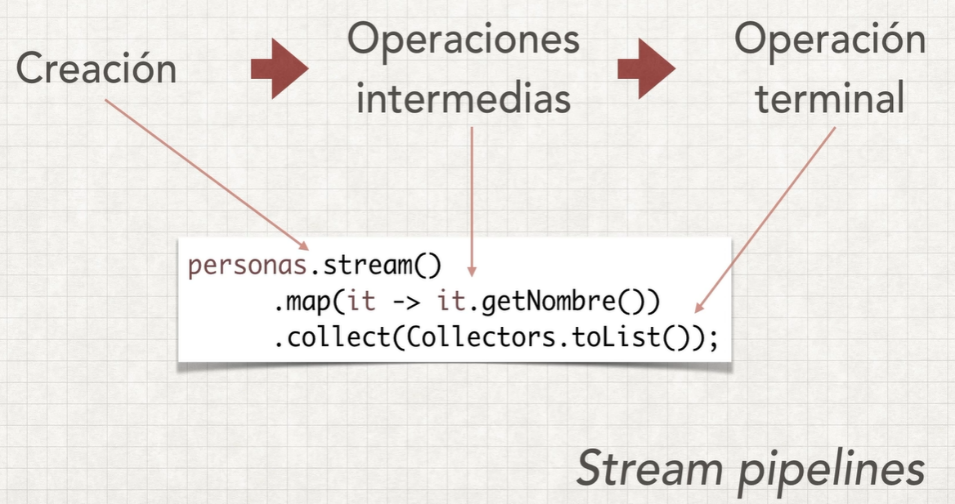 Creación
Operaciones
intermedias
Operación
terminal
personas.stream()
.map(it -> it.getNombre())
.collect(Collectors.toList());
Stream pipelines